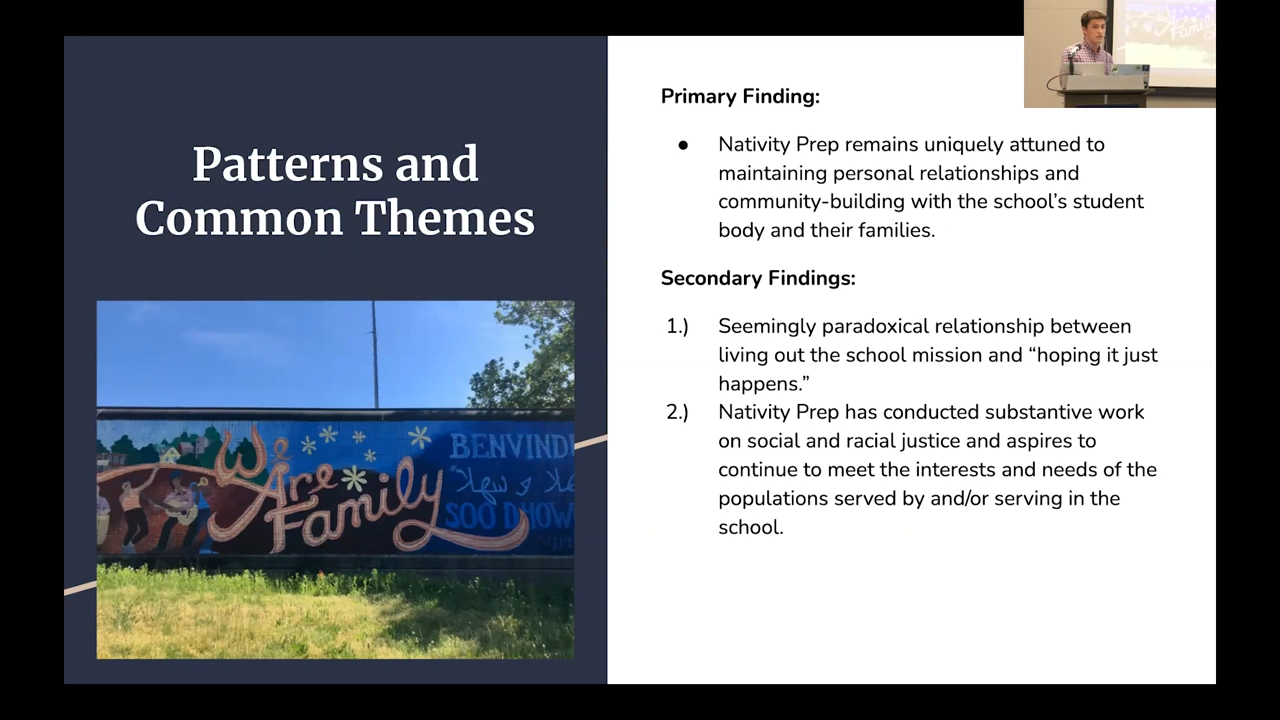 Patterns and
Common Themes
We
Are
Family
BENVIND
SOO DHOW
Primary Finding:
● Nativity Prep remains uniquely attuned to
maintaining personal relationships and
community-building with the school’s student
body and their families.
Secondary Findings:
1.) Seemingly paradoxical relationship between
living out the school mission and “hoping it just
happens.”
2.) Nativity Prep has conducted substantive work
on social and racial justice and aspires to
continue to meet the interests and needs of the
populations served by and/or serving in the
school.
We Are
Family